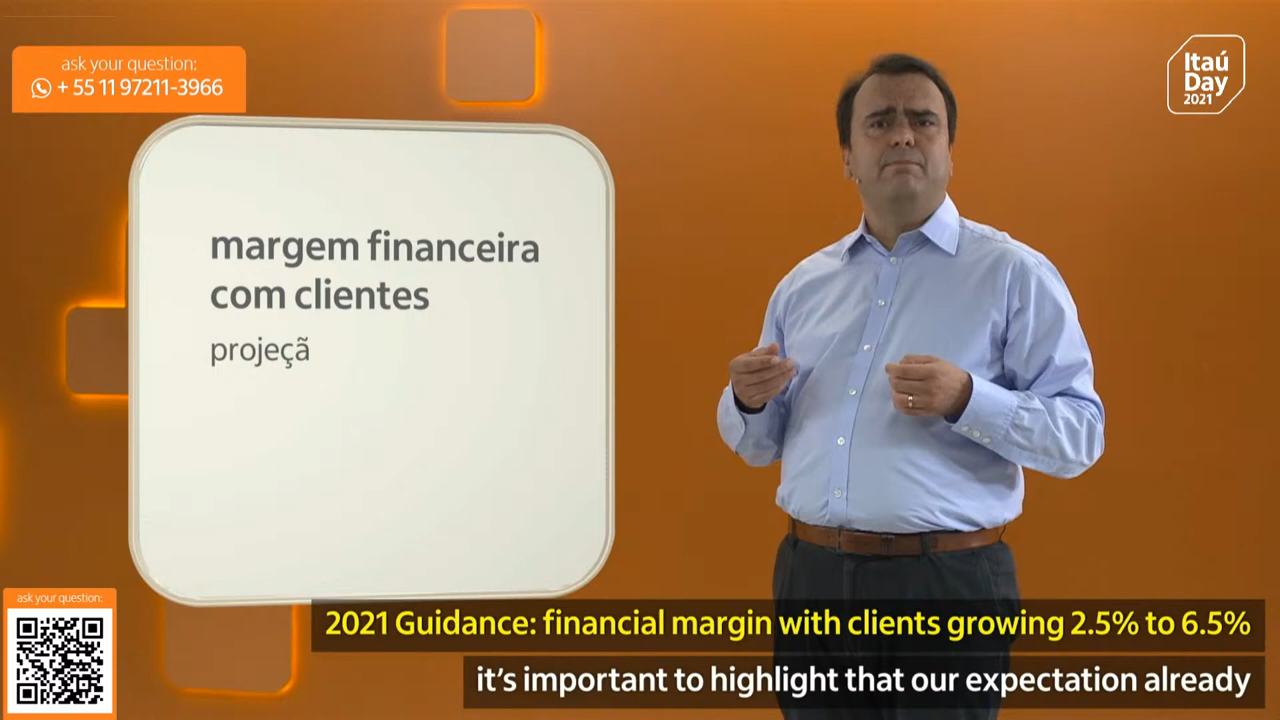 ask your question:
+ 55 11 97211-3966
Itaú
Day
2021
margem financeira
com clientes
projeçã
ask your question:
2021 Guidance: financial margin with clients growing 2.5% to 6.5%
it's important to highlight that our expectation already